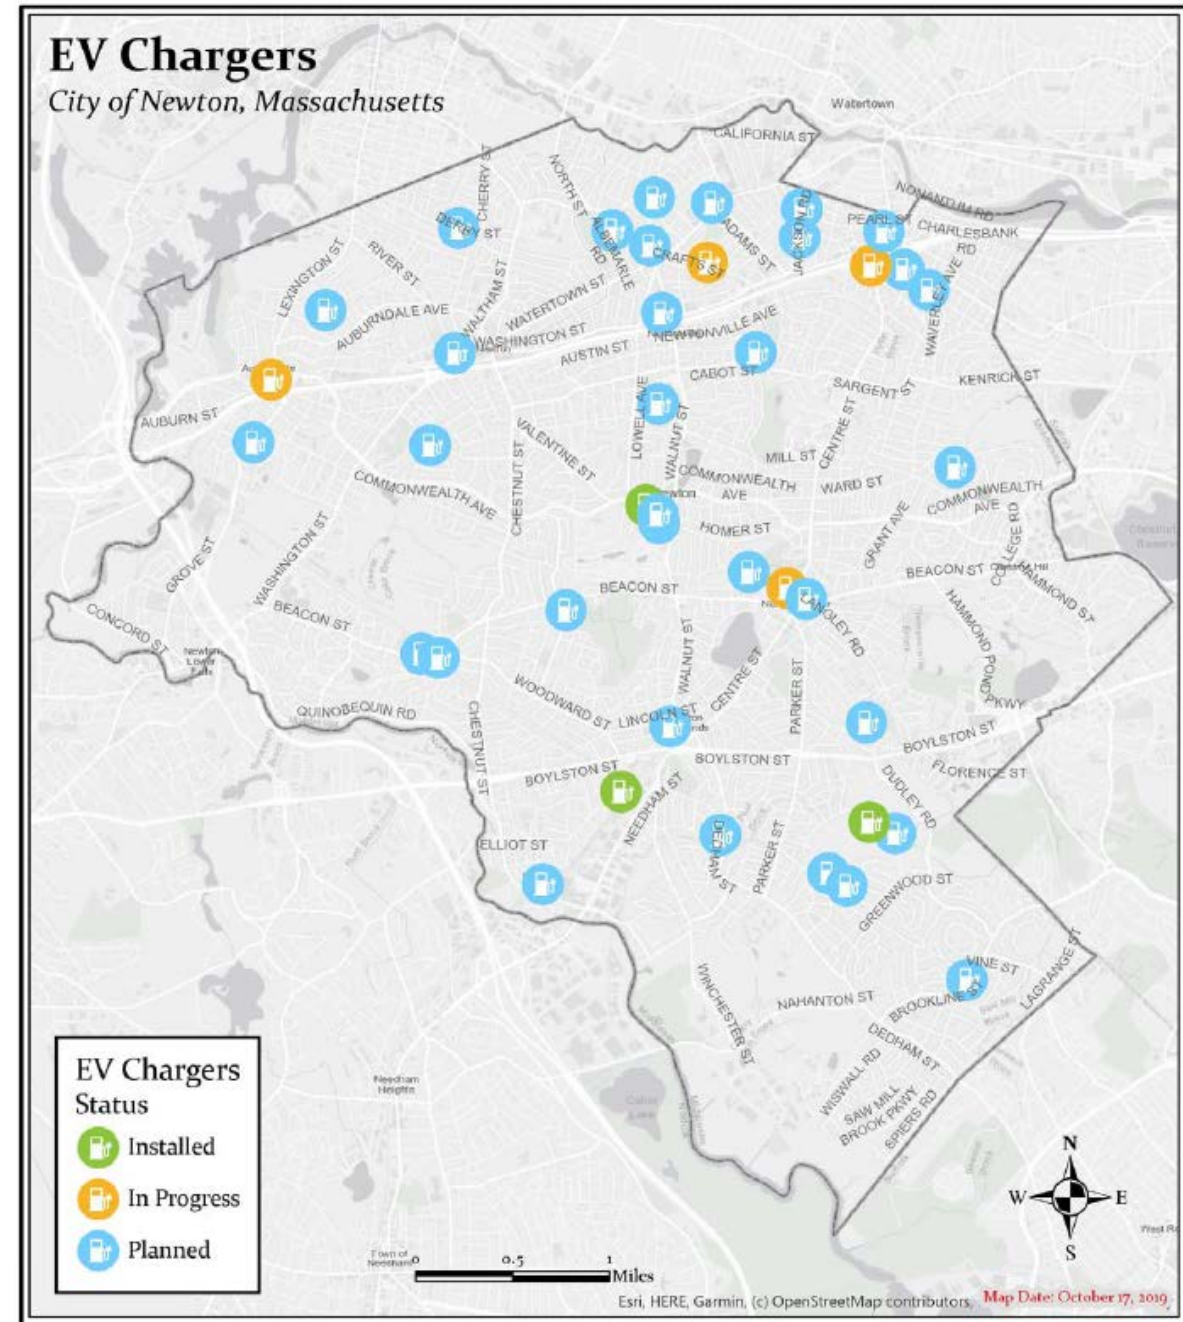 EV Chargers
City of Newton, Massachusetts
Watertown
CALIFORNIA ST
CHERRY ST
NORTH ST
NONANTUM RD
DERBY ST
ALBEMARLE
RD
ADAMS ST
JACKSON RD
PEARL ST
CHARLESBANK
RD
LEXINGTON ST
RIVER ST
CRAFTS ST
WALTHAM ST
WATERTOWN ST
WAVERLEY AVE
AUBURNDALE AVE
WASHINGTON ST
AUSTIN ST
NEWTONVILLE AVE
CABOT ST
SARGENT ST
KENRICK ST
AUBURN ST
LOWELL AVE
WALNUT ST
CENTRE ST
VALENTINE ST
CHESTNUT ST
MILL ST
COMMONWEALTH
AVE
WARD ST
COMMONWEALTH AVE
COMMONWEALTH
AVE
HOMER ST
GRANT AVE
COLLEGE RD
GROVE ST
WASHINGTON ST
BEACON ST
BEACON ST
HAMMOND ST
CONCORD ST
BEACON ST
LANGLEY RD
HAMMOND POND
PKWY
Newton
Lower
Falls
WALNUT ST
CENTRE ST
PARKER ST
WOODWARD ST
LINCOLN ST
QUINOBEQUIN RD
CHESTNUT ST
BOYLSTON ST
BOYLSTON ST
BOYLSTON ST
FLORENCE ST
DUDLEY RD
NEEDHAM ST
ELLIOT ST
DEDHAM ST
PARKER ST
GREENWOOD ST
VINE ST
LAGRANGE ST
WINCHESTER ST
NAHANTON ST
BROOKLINE ST
DEDHAM ST
WISWALL RD
SAW MILL
BROOK PKWY
SPIERS RD
Needham
Heights
EV Chargers
Status
Installed
In Progress
Planned
N
W E
S
Town of
Needham
0 0.5 1
Miles
Esri, HERE, Garmin, (c) OpenStreetMap contributors
Map Date: October 17, 2019